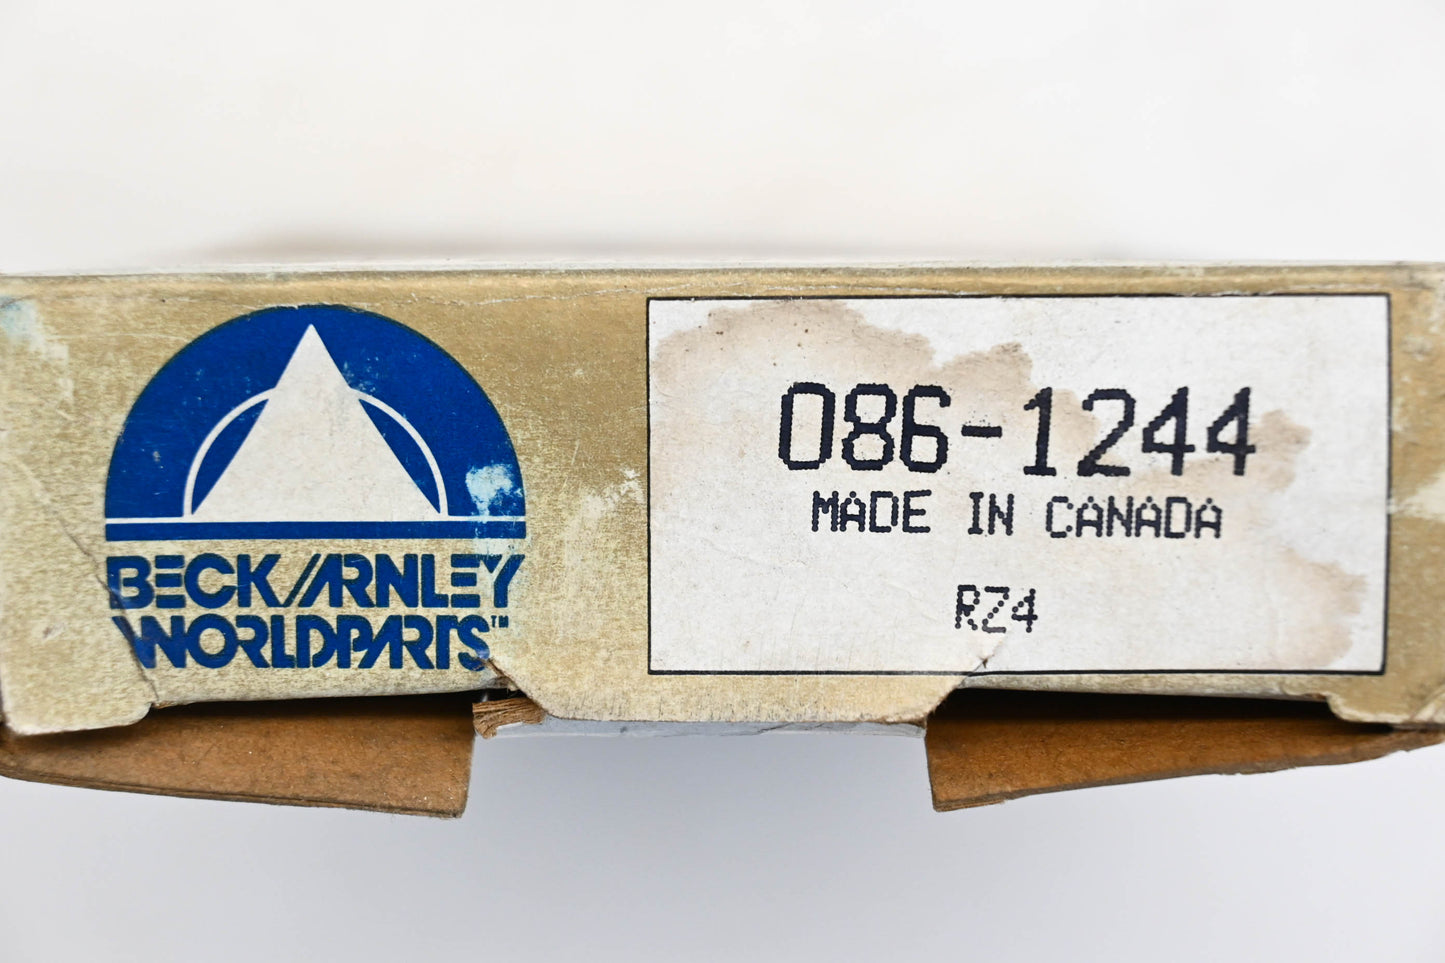 BECK/ARNLEY
WORLDPARTS™
086-1244
MADE IN CANADA
RZ4